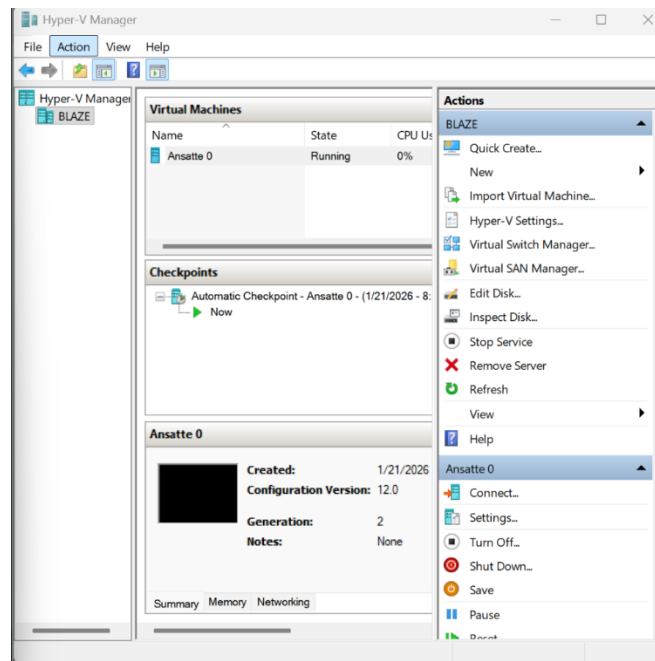 Hyper-V Manager
File Action View Help
Hyper-V Manager
BLAZE
Virtual Machines
Name State CPU Us
Ansatte 0 Running 0%
Checkpoints
Automatic Checkpoint - Ansatte 0 - (1/21/2026 - 8:
Now
Ansatte 0
Created: 1/21/2026
Configuration Version: 12.0
Generation: 2
Notes: None
Summary Memory Networking
Actions
BLAZE
Quick Create...
New
Import Virtual Machine...
Hyper-V Settings...
Virtual Switch Manager...
Virtual SAN Manager...
Edit Disk...
Inspect Disk...
Stop Service
Remove Server
Refresh
View
Help
Ansatte 0
Connect...
Settings...
Turn Off...
Shut Down...
Save
Pause
Reset